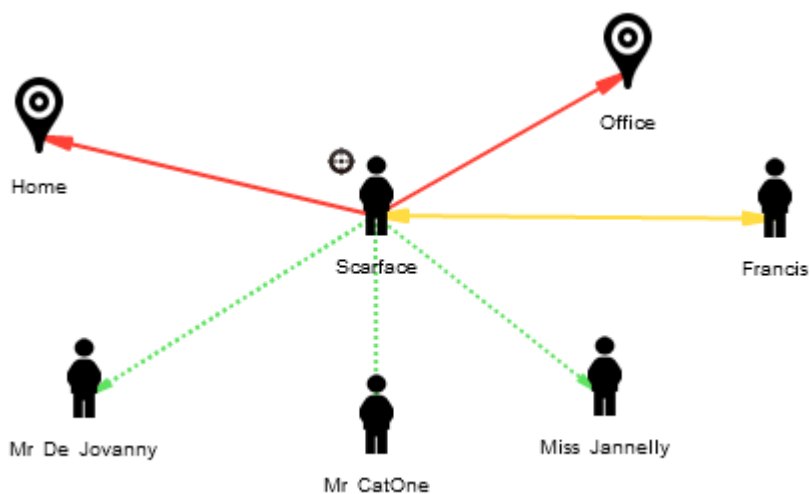 Office
Home
Scarface
Francis
Mr De Jovanny
Miss Jannelly
Mr CatOne